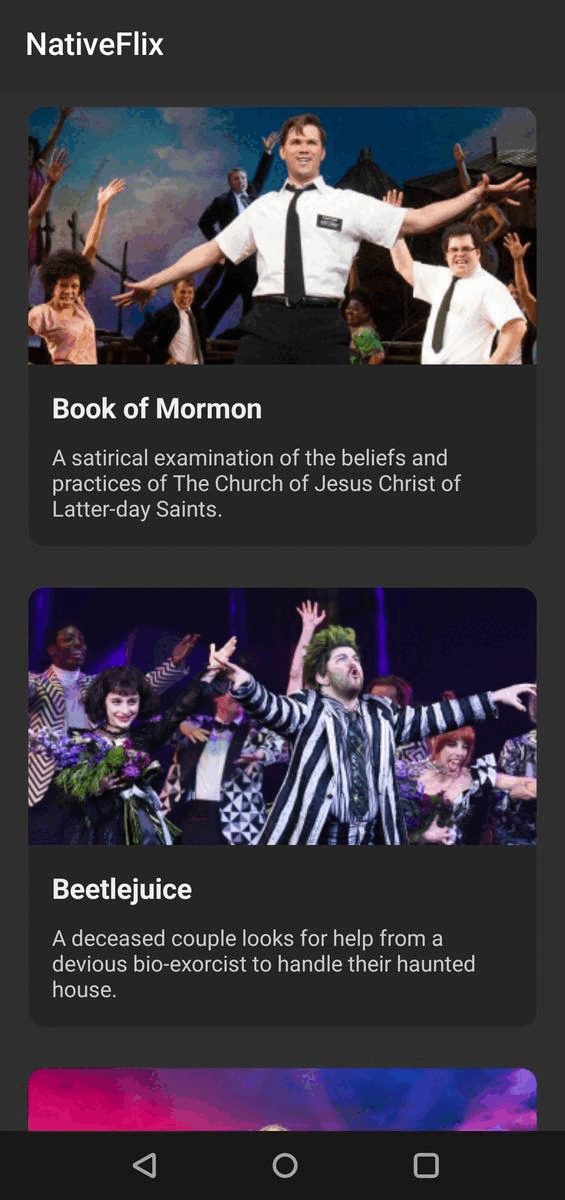 NativeFlix
Book of Mormon
A satirical examination of the beliefs and
practices of The Church of Jesus Christ of
Latter-day Saints.
Beetlejuice
A deceased couple looks for help from a
devious bio-exorcist to handle their haunted
house.